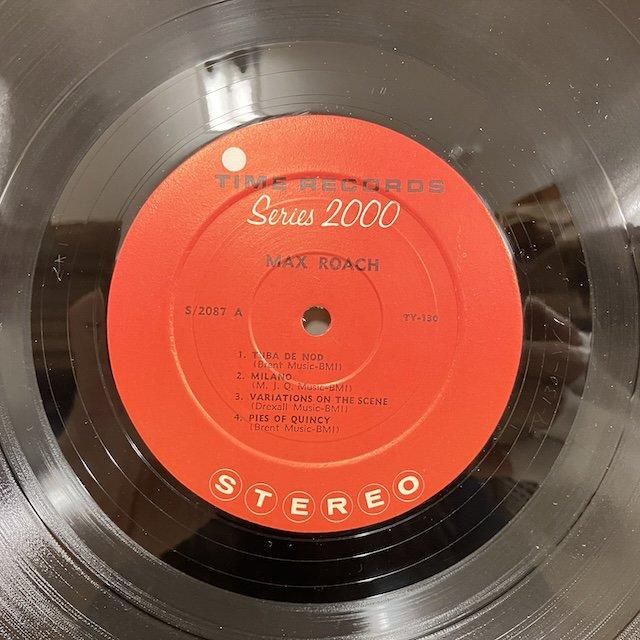 TIME RECORDS
Series 2000
MAX ROACH
S/2087 A
TY-130
1. TUBA DE NOD
(Brent Music-BMI)
2. MILANO
(M. J. Q. Music-BMI)
3. VARIATIONS ON THE SCENE
(Drexall Music-BMI)
4. PIES OF QUINCY
(Brent Music-BMI)
STEREO